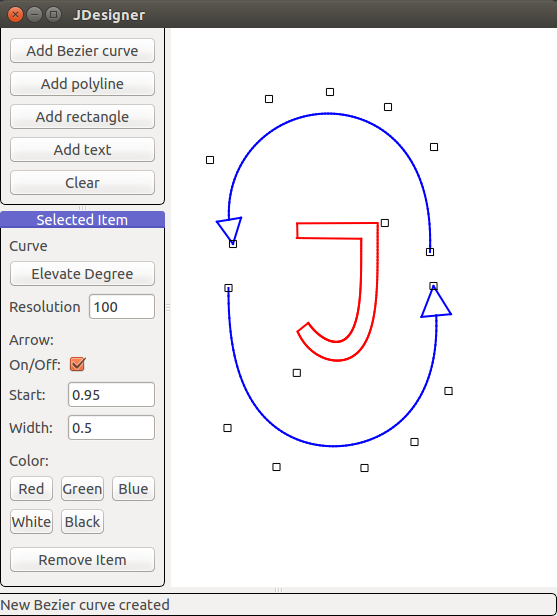 JDesigner
Add Bezier curve
Add polyline
Add rectangle
Add text
Clear
Selected Item
Curve
Elevate Degree
Resolution 100
Arrow:
On/Off:
Start: 0.95
Width: 0.5
Color:
Red Green Blue
White Black
Remove Item
J
New Bezier curve created